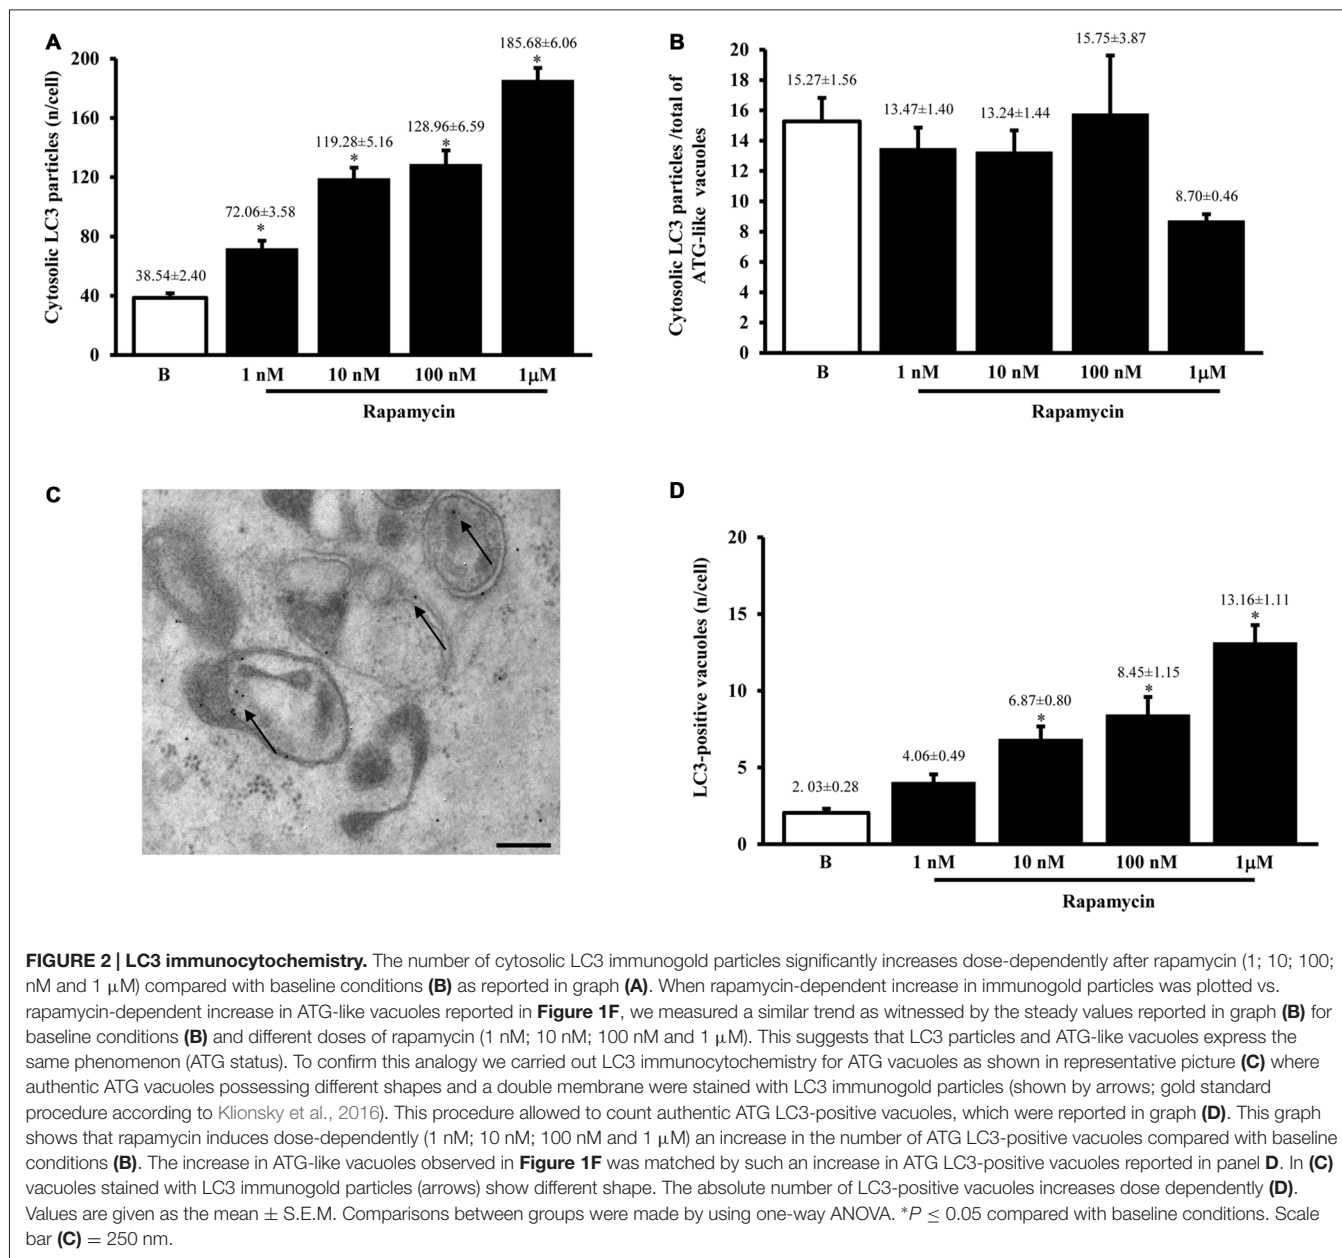 A
Cytosolic LC3 particles (n/cell)
200
160
120
80
40
0
38.54±2.40
72.06±3.58
*
119.28±5.16
*
128.96±6.59
*
185.68±6.06
*
B 1 nM 10 nM 100 nM 1μM
Rapamycin
B
Cytosolic LC3 particles /total of
ATG-like vacuoles
20
18
16
14
12
10
8
6
4
2
0
15.27±1.56
13.47±1.40
13.24±1.44
15.75±3.87
8.70±0.46
B 1 nM 10 nM 100 nM 1μM
Rapamycin
C
D
LC3-positive vacuoles (n/cell)
20
15
10
5
0
2. 03±0.28
4.06±0.49
6.87±0.80
*
8.45±1.15
*
13.16±1.11
*
B 1 nM 10 nM 100 nM 1μM
Rapamycin
FIGURE 2 | LC3 immunocytochemistry. The number of cytosolic LC3 immunogold particles significantly increases dose-dependently after rapamycin (1; 10; 100;
nM and 1 μM) compared with baseline conditions (B) as reported in graph (A). When rapamycin-dependent increase in immunogold particles was plotted vs.
rapamycin-dependent increase in ATG-like vacuoles reported in Figure 1F, we measured a similar trend as witnessed by the steady values reported in graph (B) for
baseline conditions (B) and different doses of rapamycin (1 nM; 10 nM; 100 nM and 1 μM). This suggests that LC3 particles and ATG-like vacuoles express the
same phenomenon (ATG status). To confirm this analogy we carried out LC3 immunocytochemistry for ATG vacuoles as shown in representative picture (C) where
authentic ATG vacuoles possessing different shapes and a double membrane were stained with LC3 immunogold particles (shown by arrows; gold standard
procedure according to Klionsky et al., 2016). This procedure allowed to count authentic ATG LC3-positive vacuoles, which were reported in graph (D). This graph
shows that rapamycin induces dose-dependently (1 nM; 10 nM; 100 nM and 1 μM) an increase in the number of ATG LC3-positive vacuoles compared with baseline
conditions (B). The increase in ATG-like vacuoles observed in Figure 1F was matched by such an increase in ATG LC3-positive vacuoles reported in panel D. In (C)
vacuoles stained with LC3 immunogold particles (arrows) show different shape. The absolute number of LC3-positive vacuoles increases dose dependently (D).
Values are given as the mean ± S.E.M. Comparisons between groups were made by using one-way ANOVA. *P ≤ 0.05 compared with baseline conditions. Scale
bar (C) = 250 nm.